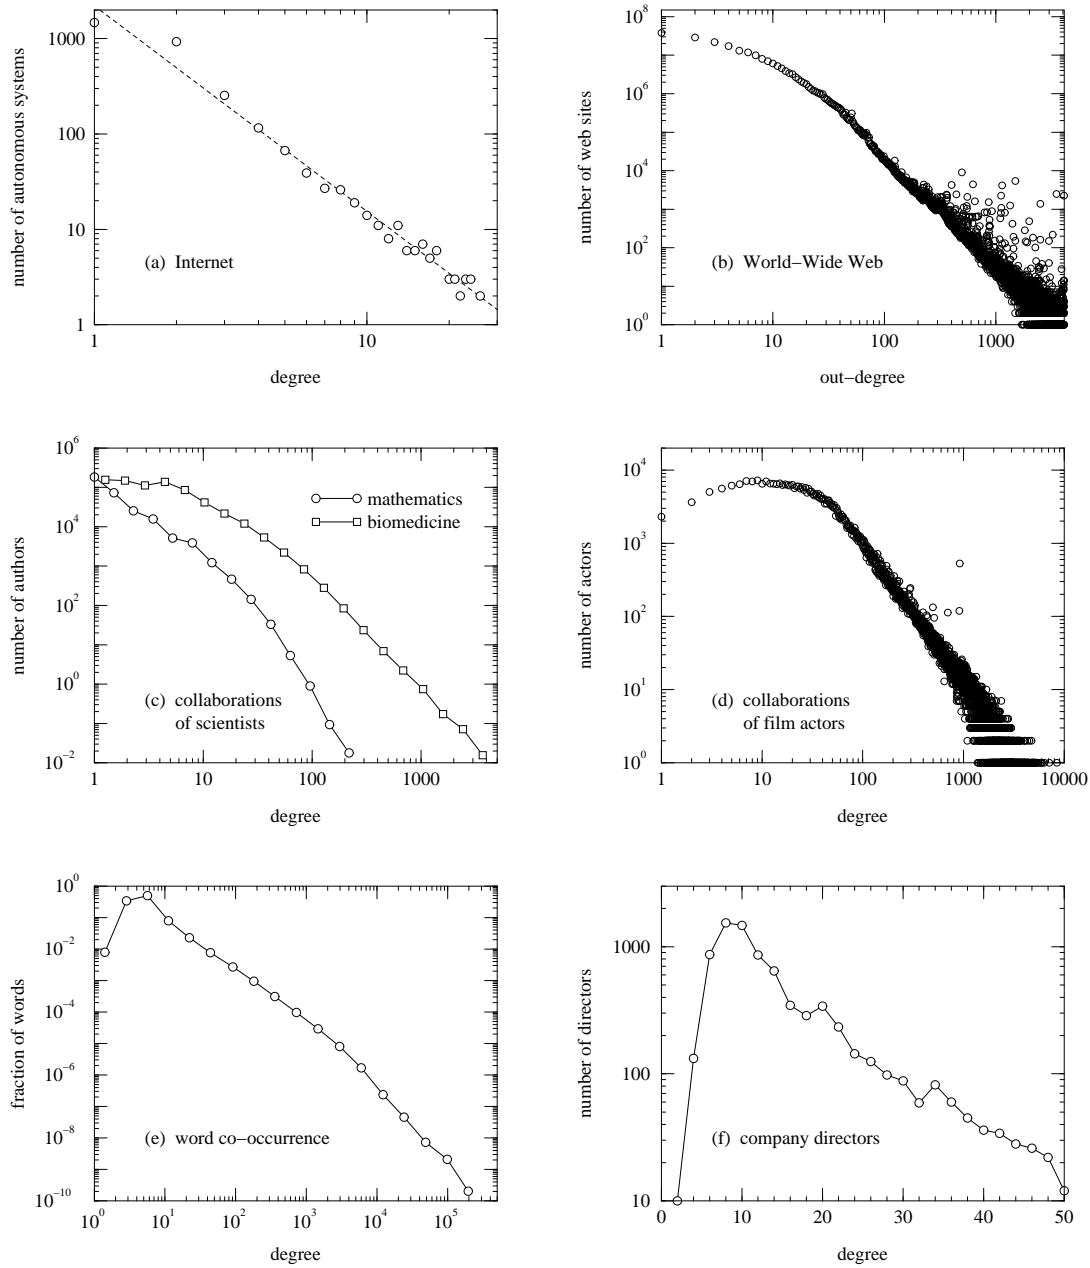 1000
100
10
1
1
10
number of autonomous systems
(a) Internet
degree
10^8
10^6
10^4
10^2
10^0
1
10
100
1000
number of web sites
(b) World−Wide Web
out−degree
10^6
10^4
10^2
10^0
10^−2
1
10
100
1000
number of authors
mathematics
biomedicine
(c) collaborations
of scientists
degree
10^4
10^3
10^2
10^1
10^0
1
10
100
1000
10000
number of actors
(d) collaborations
of film actors
degree
10^0
10^−2
10^−4
10^−6
10^−8
10^−10
10^0
10^1
10^2
10^3
10^4
10^5
fraction of words
(e) word co−occurrence
degree
1000
100
10
0
10
20
30
40
50
number of directors
(f) company directors
degree